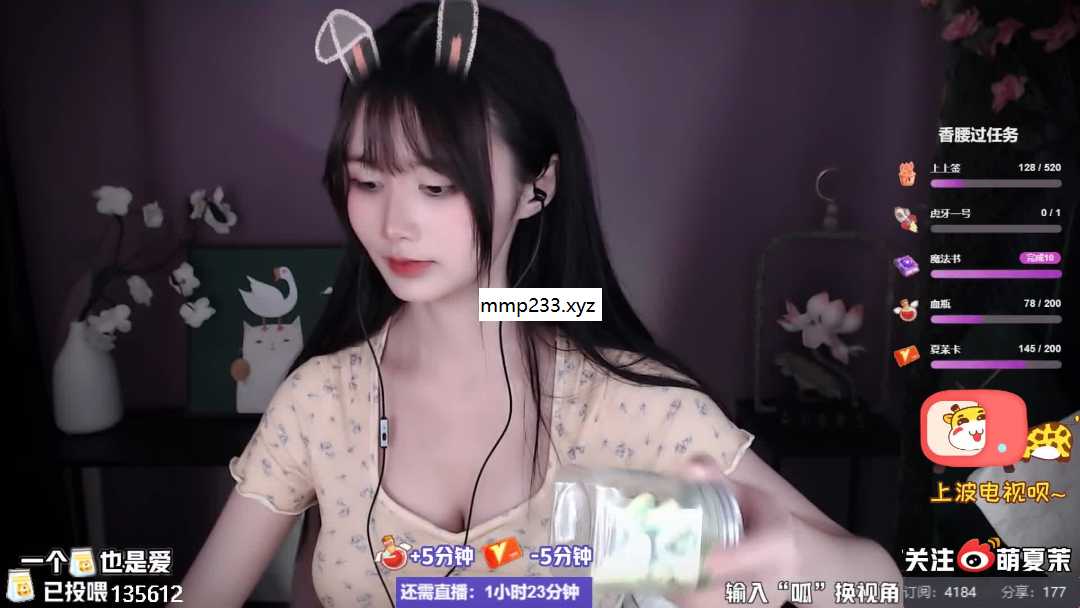 香腰过任务
上上签 128 / 520
虎牙一号 0 / 1
魔法书 完成10
血瓶 78 / 200
夏茉卡 145 / 200
mmp233.xyz
上波电视呗~
+5分钟 -5分钟
还需直播：1小时23分钟
一个 也是爱
已投喂135612
输入“呱”换视角
关注 萌夏茉
订阅：4184 分享：177